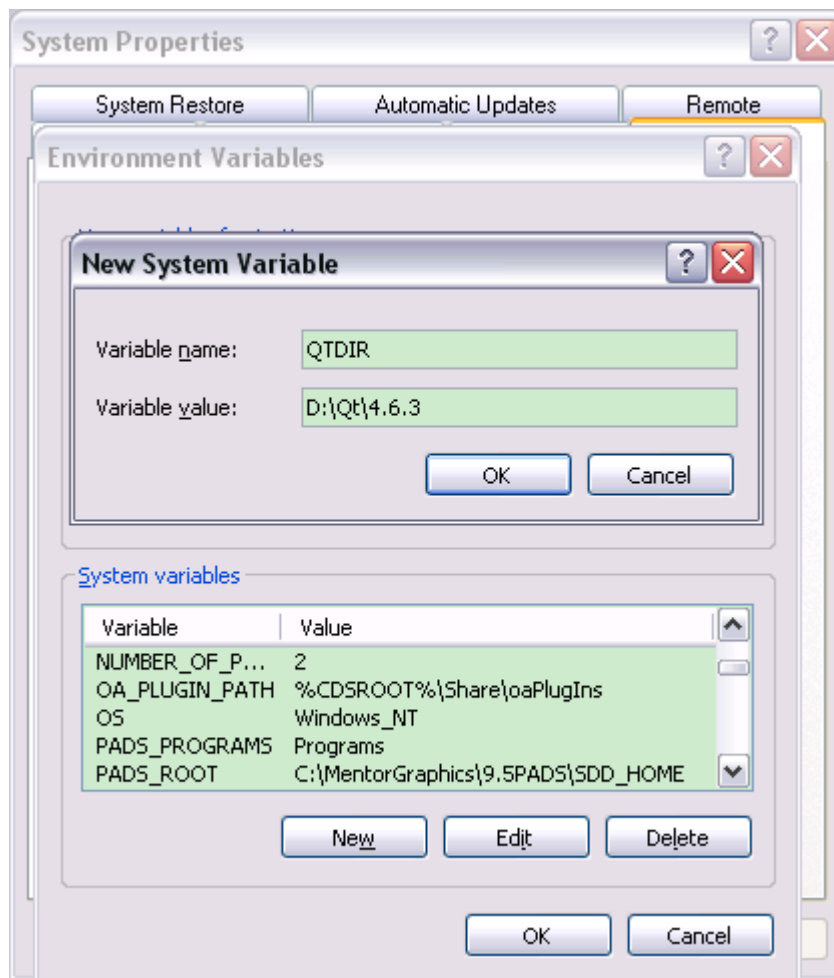 System Properties
System Restore Automatic Updates Remote
Environment Variables
New System Variable
Variable name: QTDIR
Variable value: D:\Qt\4.6.3
OK Cancel
System variables
Variable Value
NUMBER_OF_P... 2
OA_PLUGIN_PATH %CDSROOT%\Share\oaPlugIns
OS Windows_NT
PADS_PROGRAMS Programs
PADS_ROOT C:\MentorGraphics\9.5PADS\SDD_HOME
New Edit Delete
OK Cancel